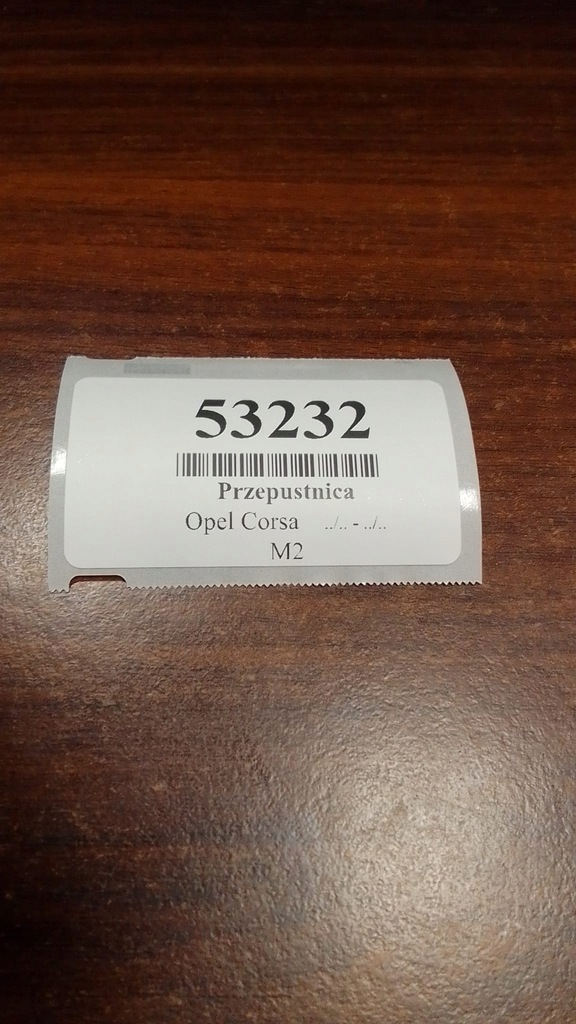 53232
Przepustnica
Opel Corsa ../.. - ../..
M2